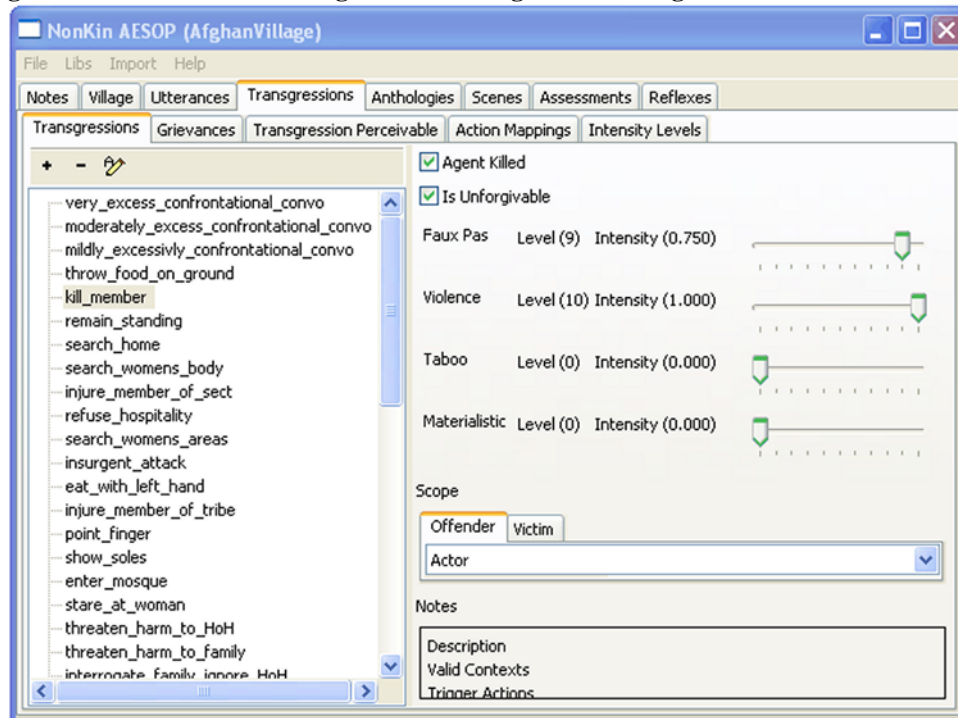 NonKin AESOP (AfghanVillage)
File Libs Import Help
Notes Village Utterances Transgressions Anthologies Scenes Assessments Reflexes
Transgressions Grievances Transgression Perceivable Action Mappings Intensity Levels
+ -
very_excess_confrontational_convo
moderately_excess_confrontational_convo
mildly_excessivly_confrontational_convo
throw_food_on_ground
kill_member
remain_standing
search_home
search_womens_body
injure_member_of_sect
refuse_hospitality
search_womens_areas
insurgent_attack
eat_with_left_hand
injure_member_of_tribe
point_finger
show_soles
enter_mosque
stare_at_woman
threaten_harm_to_HoH
threaten_harm_to_family
interrogate_family_ignore_HoH
Agent Killed
Is Unforgivable
Faux Pas Level (9) Intensity (0.750)
Violence Level (10) Intensity (1.000)
Taboo Level (0) Intensity (0.000)
Materialistic Level (0) Intensity (0.000)
Scope
Offender Victim
Actor
Notes
Description
Valid Contexts
Trigger Actions